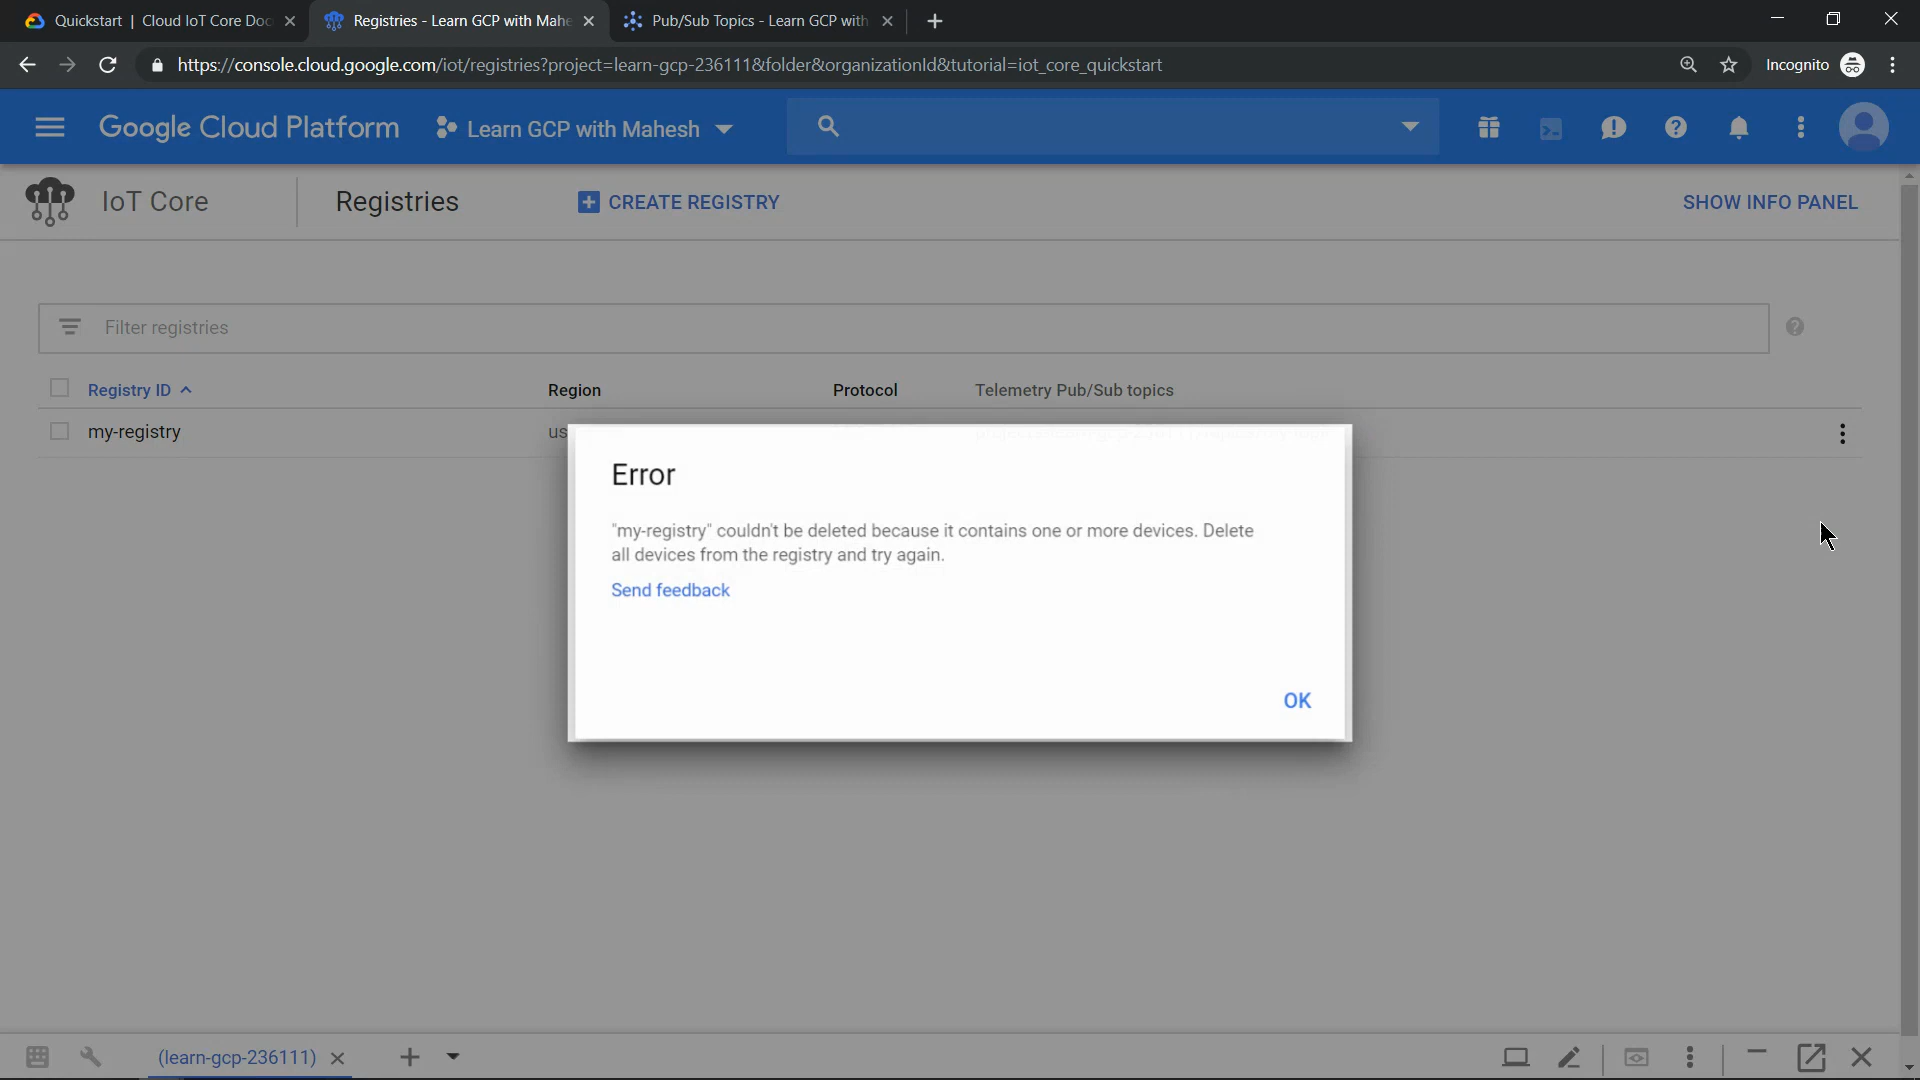 Quickstart | Cloud IoT Core Doc
Registries - Learn GCP with Mahe
Pub/Sub Topics - Learn GCP with
https://console.cloud.google.com/iot/registries?project=learn-gcp-236111&folder&organizationId&tutorial=iot_core_quickstart
Incognito
Google Cloud Platform
Learn GCP with Mahesh
IoT Core
Registries
CREATE REGISTRY
SHOW INFO PANEL
Filter registries
Registry ID
Region
Protocol
Telemetry Pub/Sub topics
my-registry
us
Error
"my-registry" couldn't be deleted because it contains one or more devices. Delete
all devices from the registry and try again.
Send feedback
OK
(learn-gcp-236111)